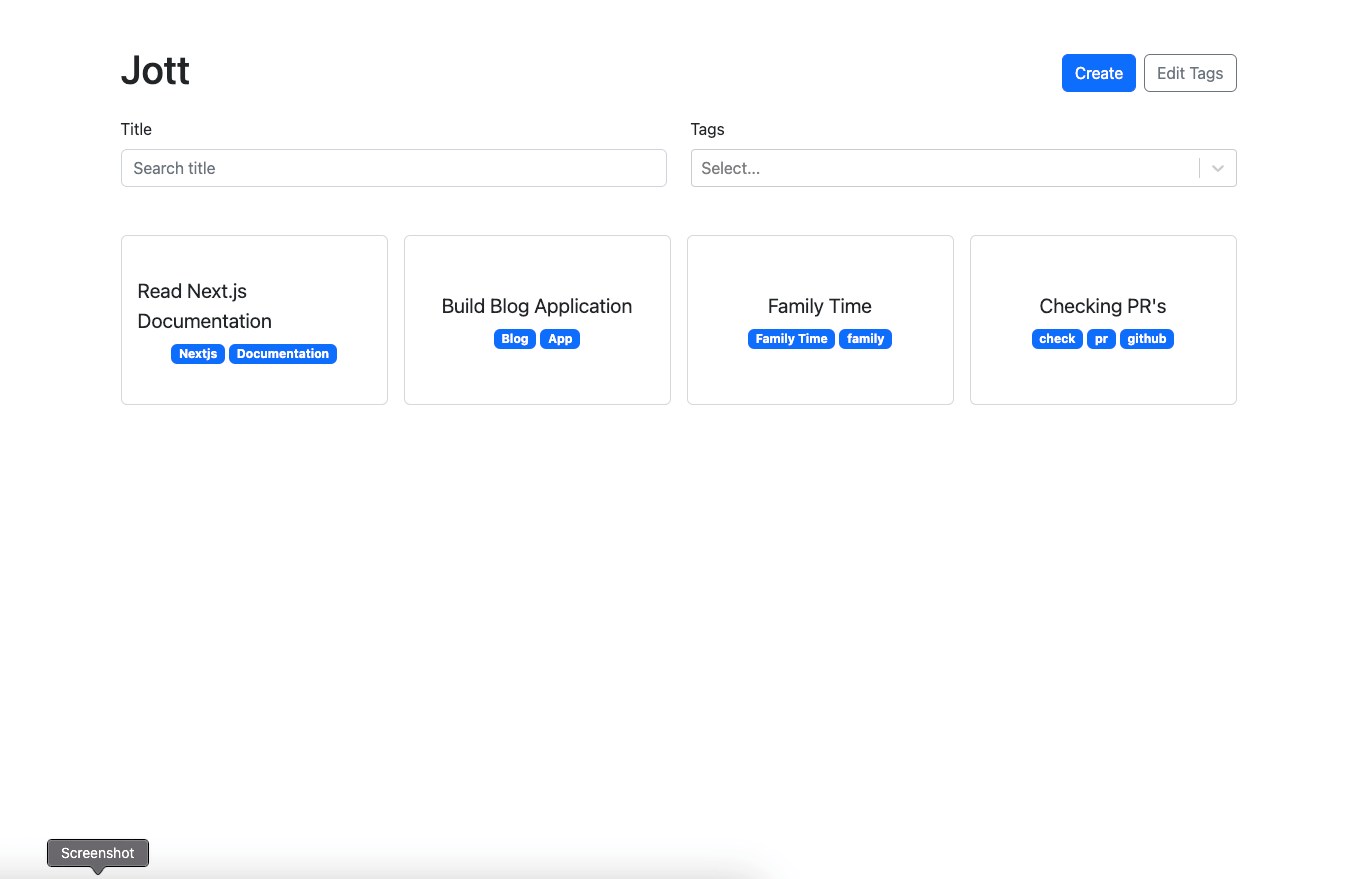 Jott
Create
Edit Tags
Title
Tags
Search title
Select...
Read Next.js
Documentation
Nextjs Documentation
Build Blog Application
Blog App
Family Time
Family Time family
Checking PR's
check pr github
Screenshot